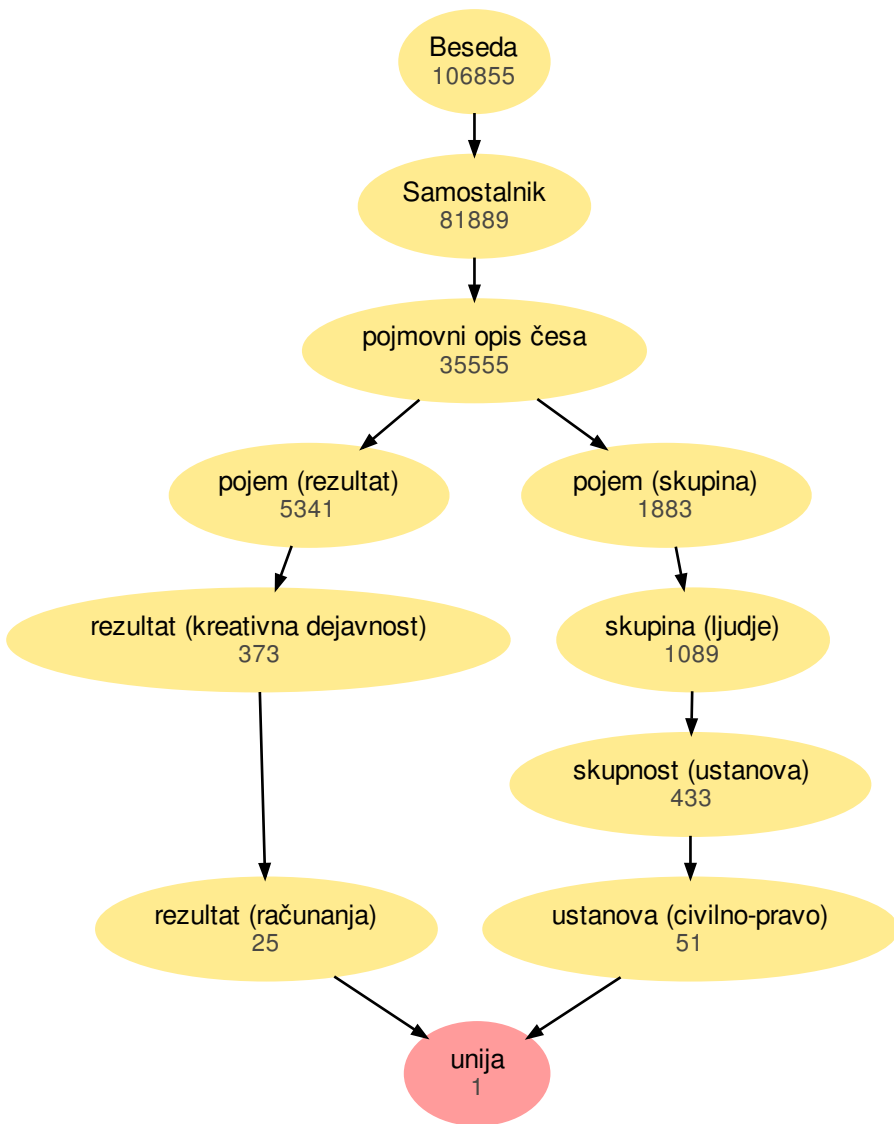 Beseda
106855
Samostalnik
81889
pojmovni opis česa
35555
pojem (rezultat)
5341
pojem (skupina)
1883
rezultat (kreativna dejavnost)
373
skupina (ljudje)
1089
skupnost (ustanova)
433
rezultat (računanja)
25
ustanova (civilno-pravo)
51
unija
1